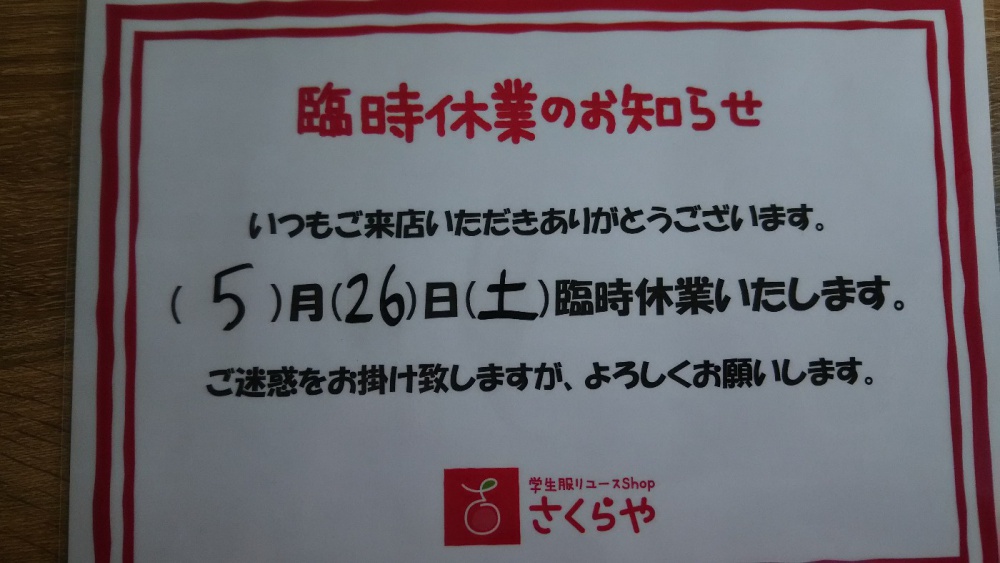 臨時休業のお知らせ
いつもご来店いただきありがとうございます。
(5)月(26)日(土)臨時休業いたします。
ご迷惑をお掛け致しますが、よろしくお願いします。
学生服リユースShop
さくらや